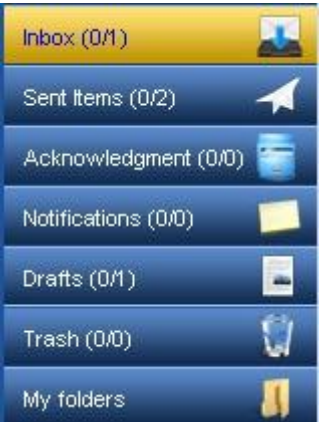 Inbox (0/1)
Sent Items (0/2)
Acknowledgment (0/0)
Notifications (0/0)
Drafts (0/1)
Trash (0/0)
My folders